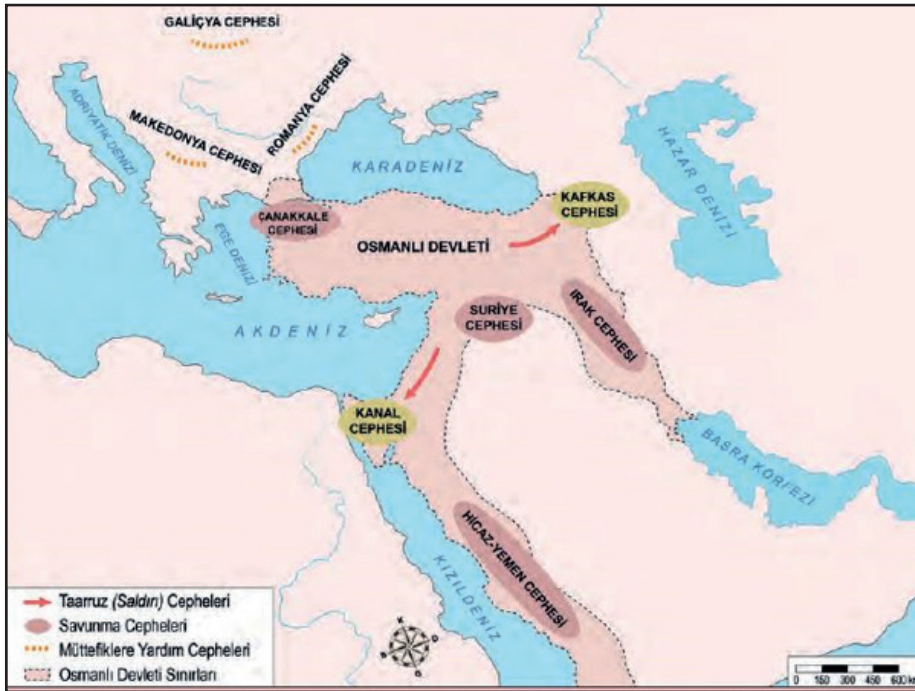 GALİÇYA CEPHESİ
ROMANYA CEPHESİ
MAKEDONYA CEPHESİ
ADRİYATİK DENİZİ
KARADENİZ
HAZAR DENİZİ
KAFKAS
CEPHESİ
ÇANAKKALE
CEPHESİ
OSMANLI DEVLETİ
EGE DENİZİ
SURİYE
CEPHESİ
IRAK CEPHESİ
AKDENİZ
KANAL
CEPHESİ
BASRA KÖRFEZİ
HİCAZ-YEMEN CEPHESİ
KIZILDENİZ
Taarruz (Saldırı) Cepheleri
Savunma Cepheleri
Müttefiklere Yardım Cepheleri
Osmanlı Devleti Sınırları
K
D
G
B
0 150 300 450 600 km